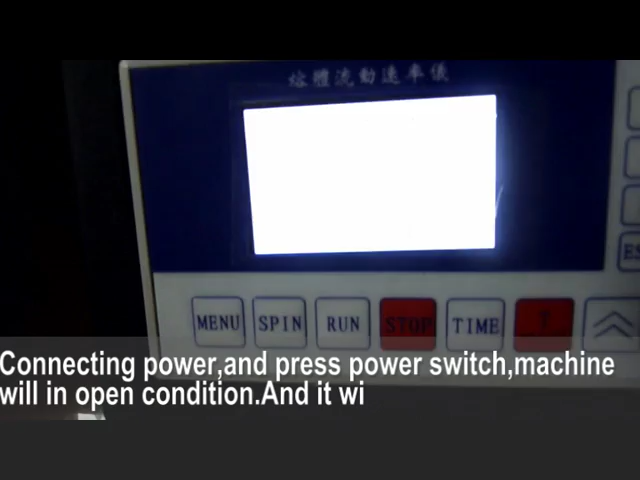 熔體流動速率儀
MENU SPIN RUN STOP TIME
Connecting power,and press power switch,machine
will in open condition.And it wi